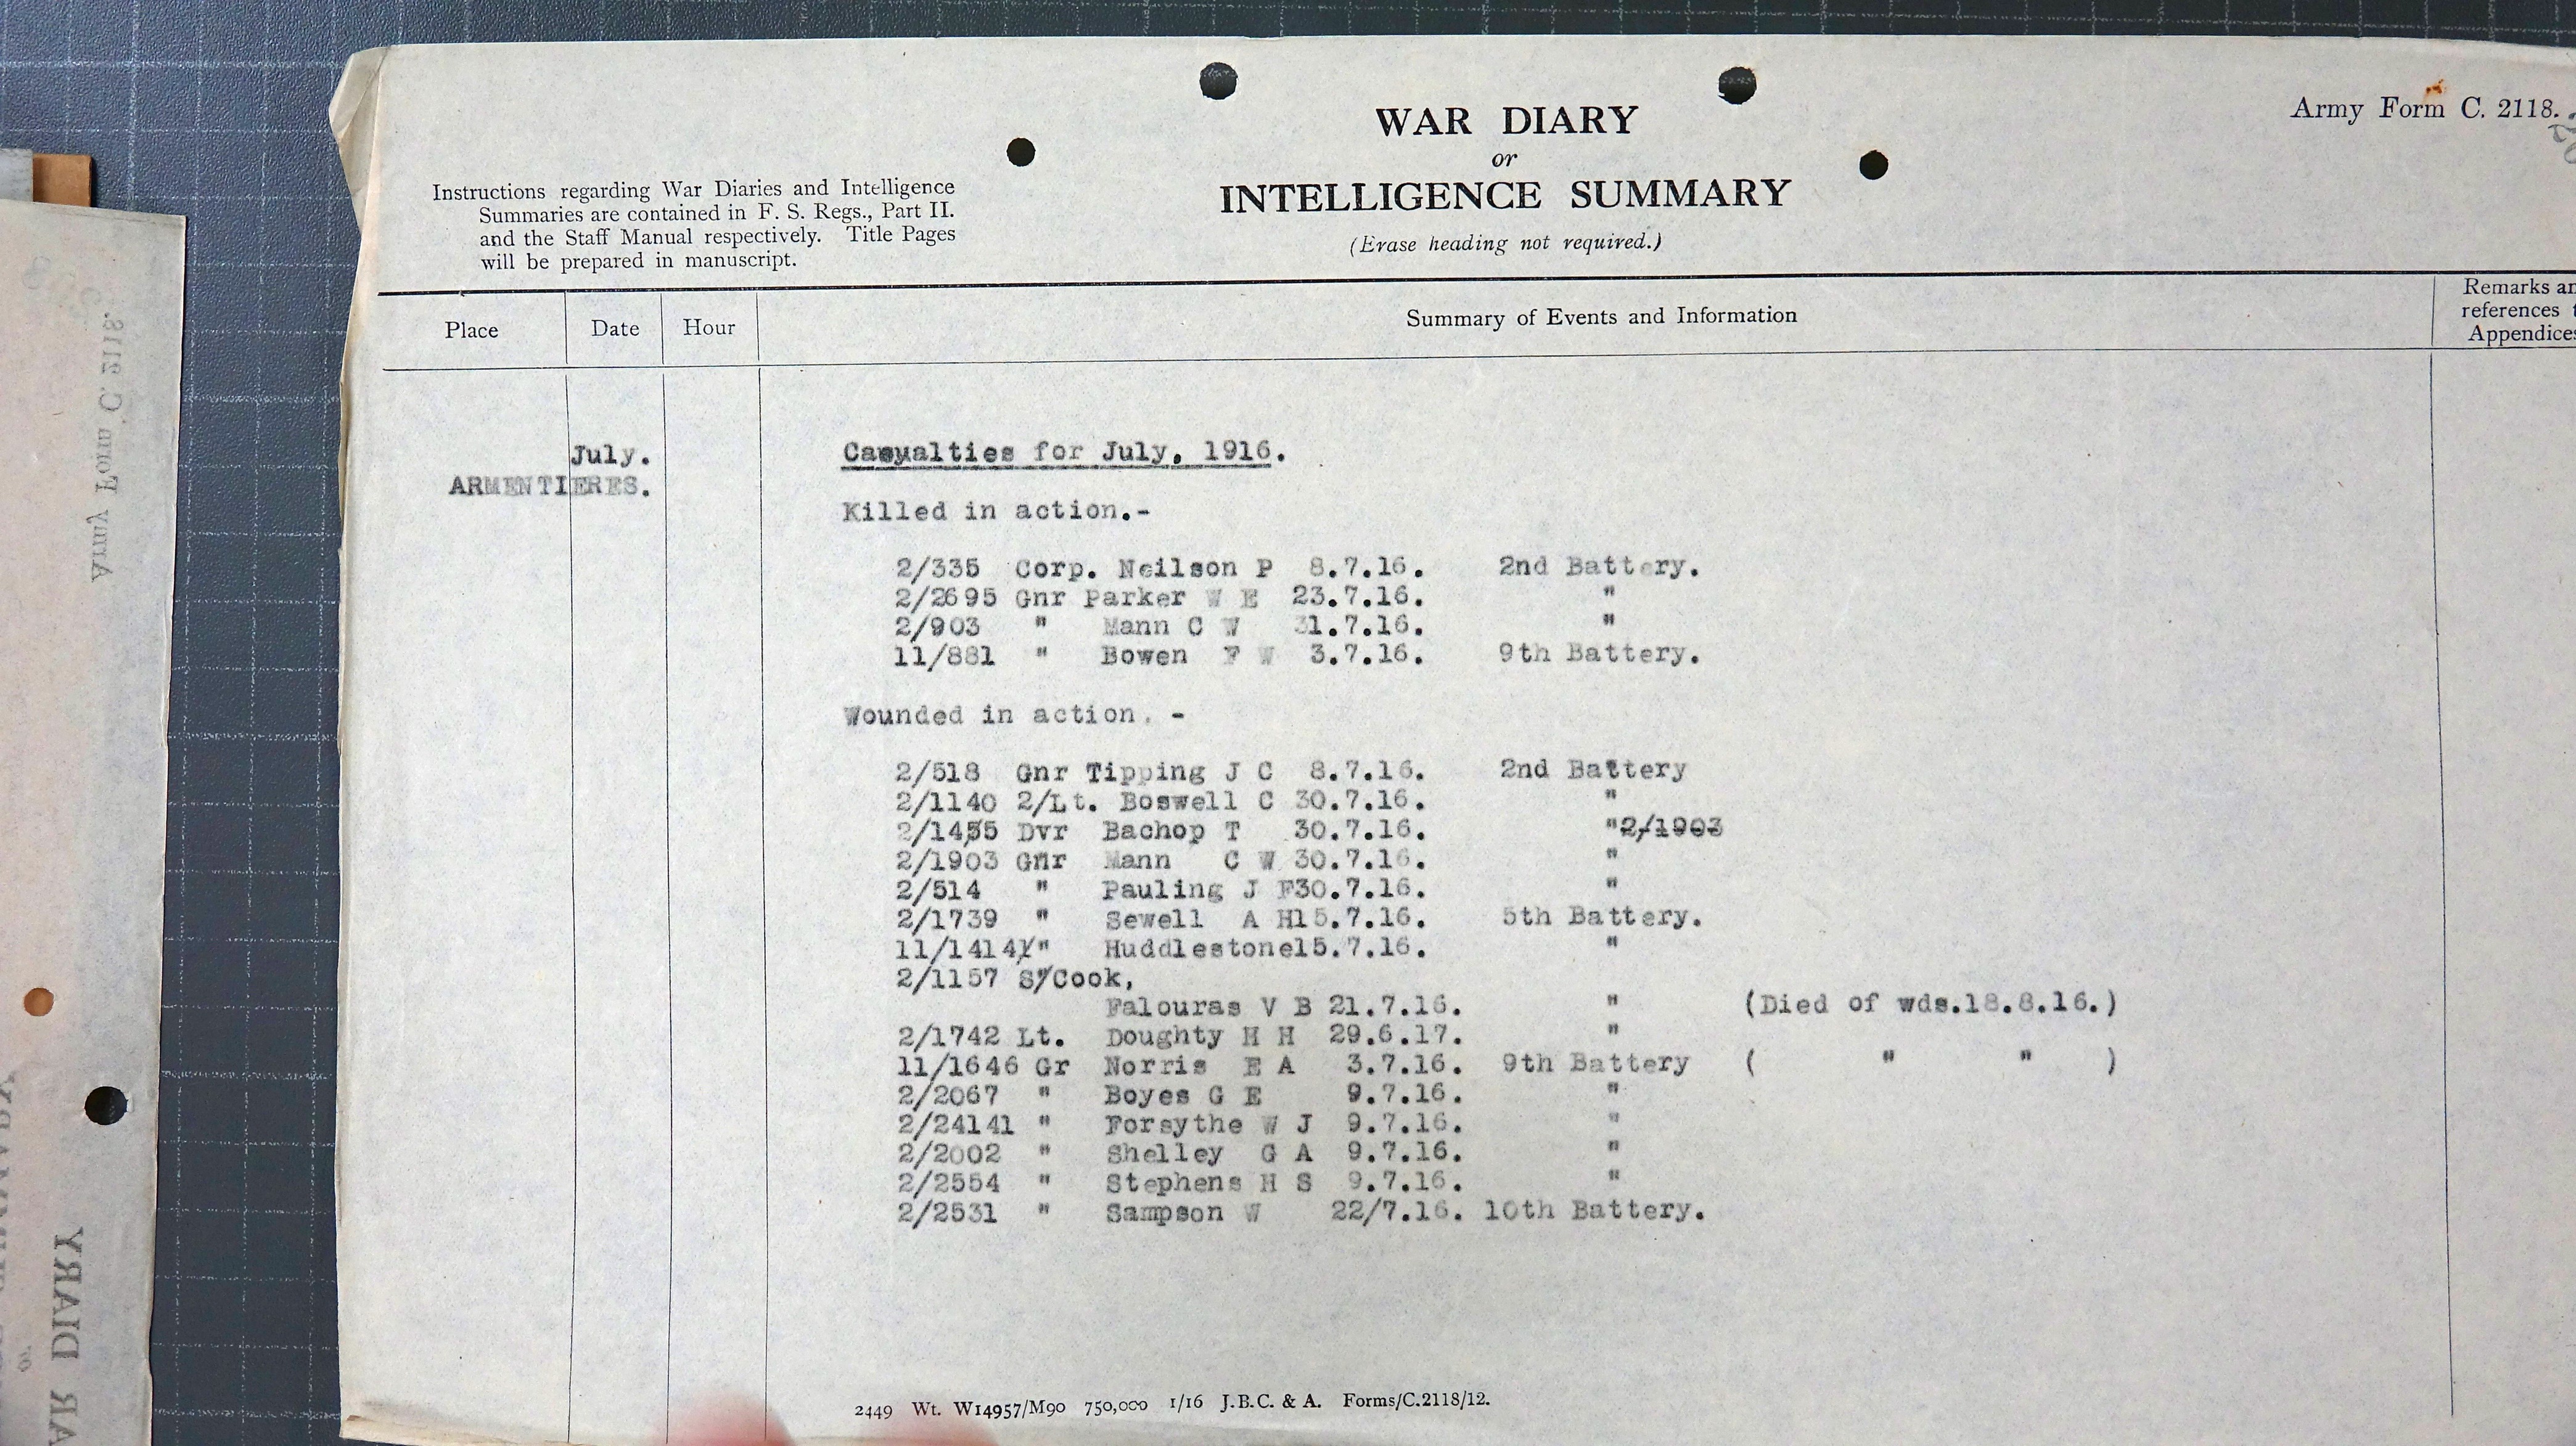 Army Form C. 2118.
WAR DIARY
or
INTELLIGENCE SUMMARY
(Erase heading not required.)
Instructions regarding War Diaries and Intelligence
Summaries are contained in F. S. Regs., Part II.
and the Staff Manual respectively. Title Pages
will be prepared in manuscript.
Place Date Hour Summary of Events and Information Remarks an
references t
Appendices
July.
ARMENTIERES.
Casualties for July, 1916.
Killed in action.-
2/335 Corp. Neilson P 8.7.16. 2nd Battery.
2/2695 Gnr Parker W E 23.7.16. "
2/903 " Mann C W 31.7.16. "
11/881 " Bowen F W 3.7.16. 9th Battery.
Wounded in action. -
2/518 Gnr Tipping J C 8.7.16. 2nd Battery
2/1140 2/Lt. Boswell C 30.7.16. "
Dvr Bachop T 30.7.16. "2/1903
2/1903 Gnr Mann C W 30.7.16. "
2/514 " Pauling J F30.7.16. "
2/1739 " Sewell A H15.7.16. 5th Battery.
11/1414 " Huddlestone15.7.16. "
2/1157 S/Cook,
Falouras V B 21.7.16. " (Died of wds.18.8.16.)
2/1742 Lt. Doughty H H 29.6.17. "
11/1646 Gr Norris E A 3.7.16. 9th Battery ( " " )
2/2067 " Boyes G E 9.7.16. "
2/24141 " Forsythe W J 9.7.16. "
2/2002 " Shelley G A 9.7.16. "
2/2554 " Stephens H S 9.7.16. "
2/2531 " Sampson W 22/7.16. 10th Battery.
2449 Wt. W14957/M90 750,000 1/16 J.B.C. & A. Forms/C.2118/12.
Army Form C. 2118.
DIARY